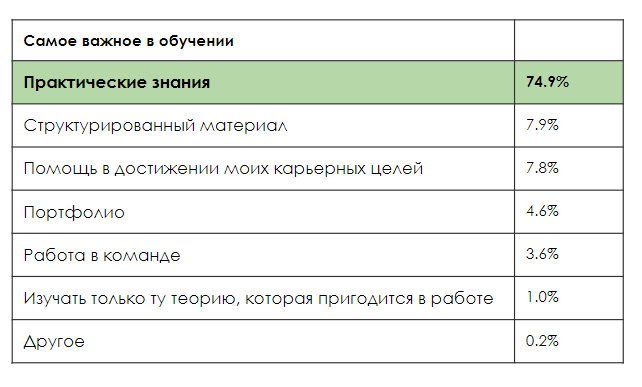 Самое важное в обучении
Практические знания 74.9%
Структурированный материал 7.9%
Помощь в достижении моих карьерных целей 7.8%
Портфолио 4.6%
Работа в команде 3.6%
Изучать только ту теорию, которая пригодится в работе 1.0%
Другое 0.2%